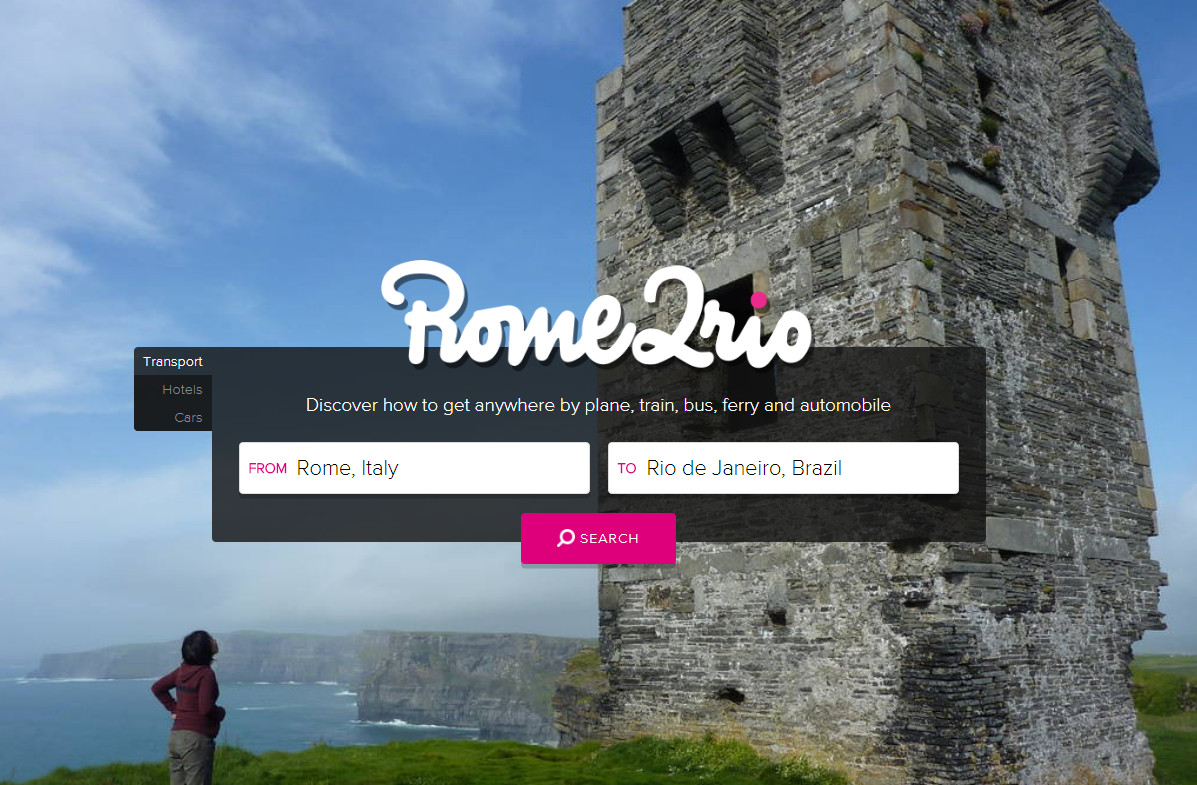 Rome2rio
Transport
Hotels
Cars
Discover how to get anywhere by plane, train, bus, ferry and automobile
FROM Rome, Italy
TO Rio de Janeiro, Brazil
SEARCH